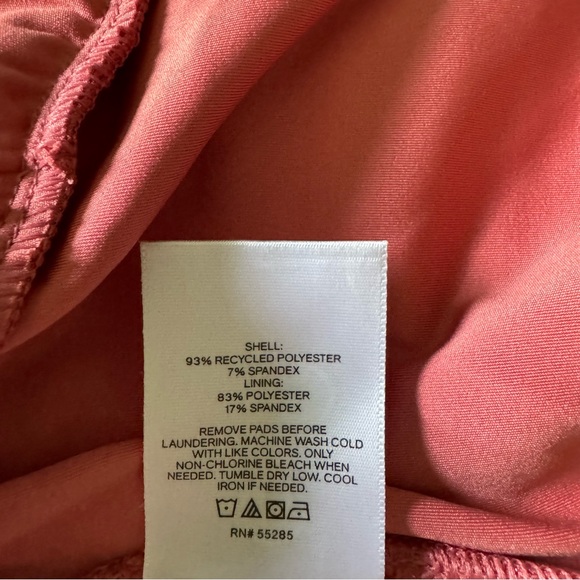 SHELL:
93% RECYCLED POLYESTER
7% SPANDEX
LINING:
83% POLYESTER
17% SPANDEX
REMOVE PADS BEFORE
LAUNDERING. MACHINE WASH COLD
WITH LIKE COLORS. ONLY
NON-CHLORINE BLEACH WHEN
NEEDED. TUMBLE DRY LOW. COOL
IRON IF NEEDED.
RN# 55285